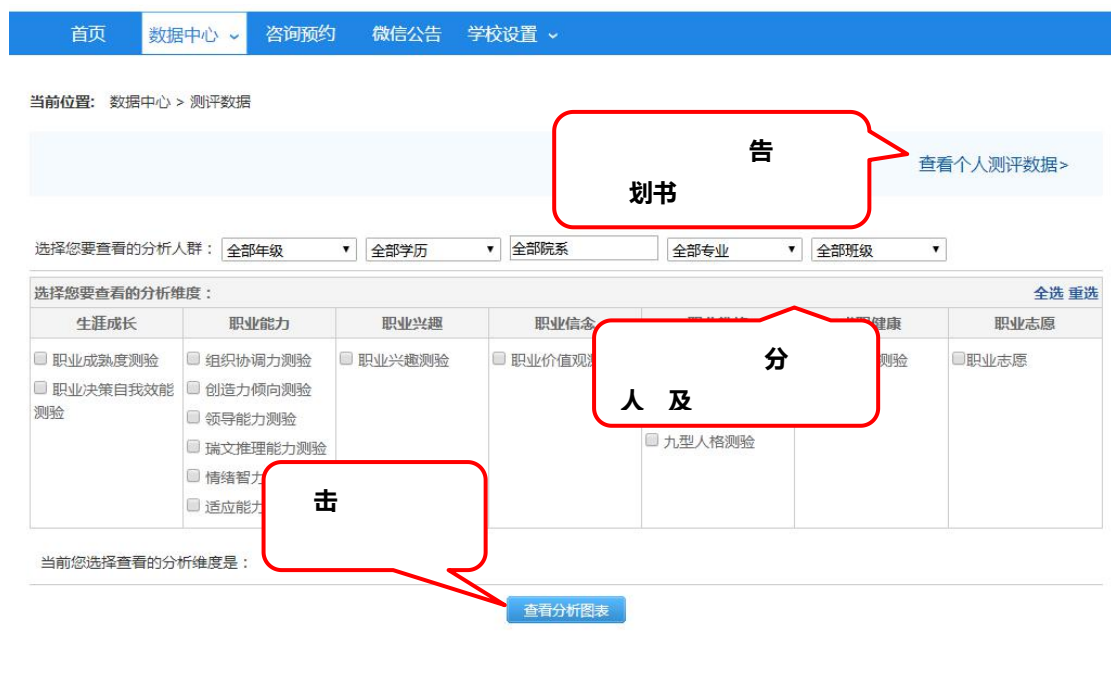 首页 数据中心 咨询预约 微信公告 学校设置
当前位置: 数据中心 > 测评数据
告
划书
查看个人测评数据>
选择您要查看的分析人群： 全部年级 全部学历 全部院系 全部专业 全部班级
选择您要查看的分析维度： 全选 重选
生涯成长 职业能力 职业兴趣 职业信念 健康 职业志愿
职业成熟度测验 组织协调力测验 职业兴趣测验 职业价值观 测验 职业志愿
职业决策自我效能测验
创造力倾向测验
领导能力测验
瑞文推理能力测验
情绪智力
适应能力
分
人 及
九型人格测验
击
当前您选择查看的分析维度是：
查看分析图表